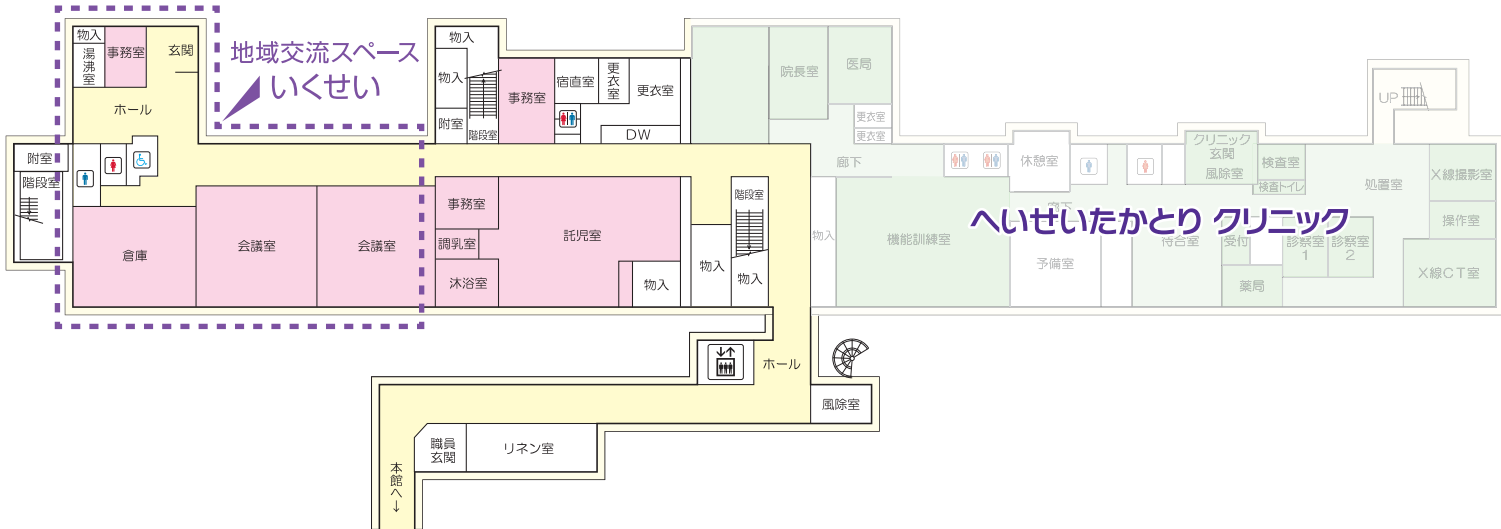 物入
湯沸室
事務室
玄関
地域交流スペース
いくせい
ホール
附室
階段室
倉庫
会議室
会議室
物入
物入
附室
階段室
事務室
宿直室
更衣室
更衣室
DW
事務室
調乳室
沐浴室
託児室
物入
物入
階段室
物入
院長室
医局
更衣室
更衣室
廊下
休憩室
クリニック
玄関
風除室
検査室
検査トイレ
処置室
X線撮影室
操作室
X線CT室
UP
へいせいたかとり クリニック
廊下
物入
機能訓練室
予備室
待合室
受付
薬局
診察室
1
診察室
2
ホール
風除室
職員
玄関
リネン室
本館へ→